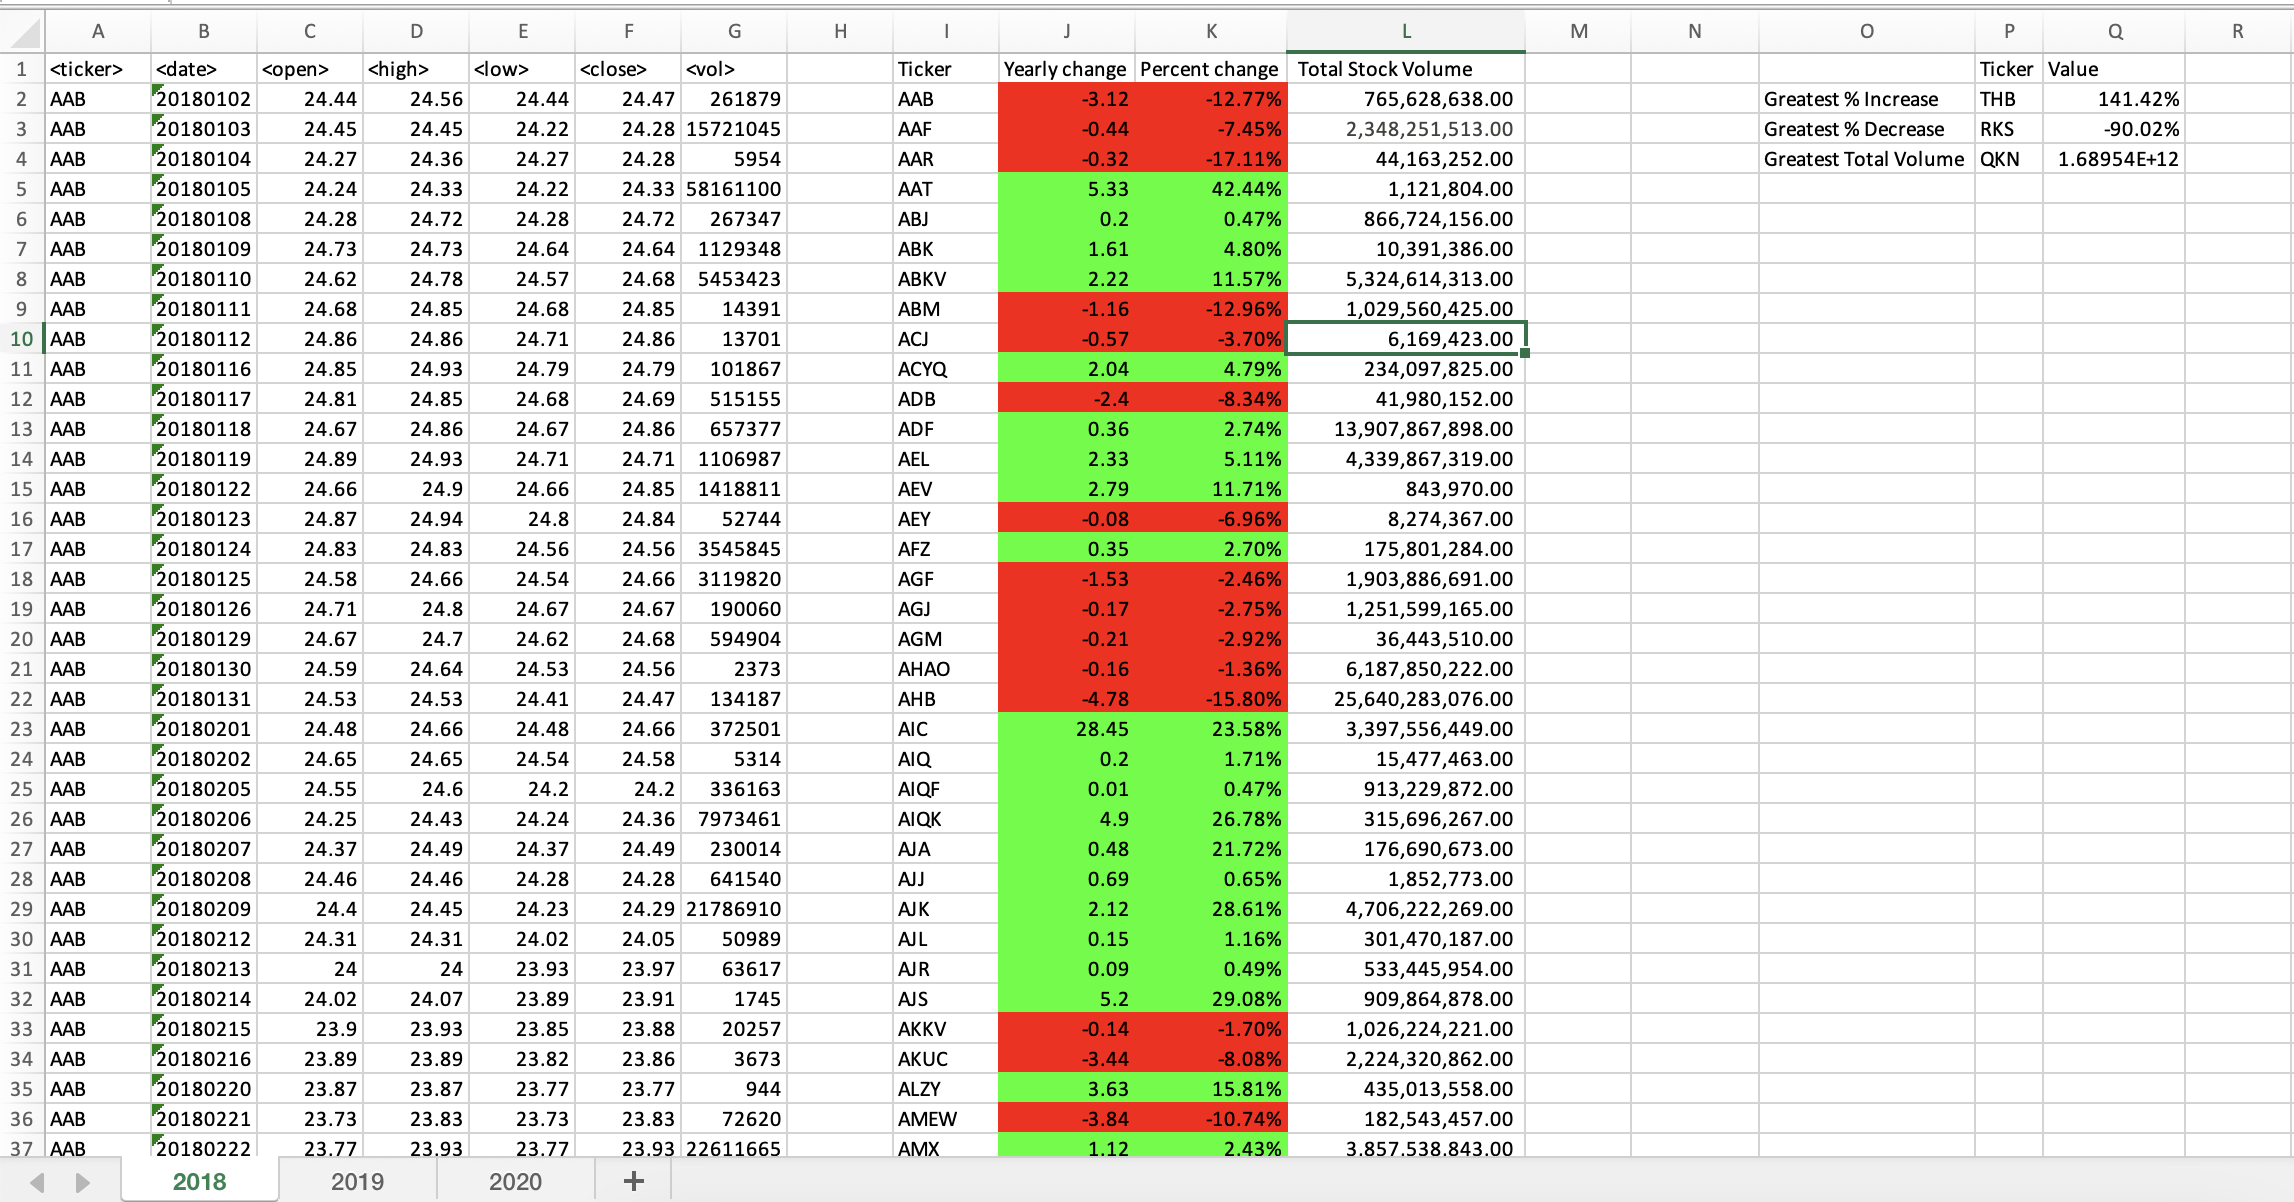 A B C D E F G H I J K L M N O P Q R
1 <ticker> <date> <open> <high> <low> <close> <vol> Ticker Yearly change Percent change Total Stock Volume Ticker Value
2 AAB 20180102 24.44 24.56 24.44 24.47 261879 AAB -3.12 -12.77% 765,628,638.00 Greatest % Increase THB 141.42%
3 AAB 20180103 24.45 24.45 24.22 24.28 15721045 AAF -0.44 -7.45% 2,348,251,513.00 Greatest % Decrease RKS -90.02%
4 AAB 20180104 24.27 24.36 24.27 24.28 5954 AAR -0.32 -17.11% 44,163,252.00 Greatest Total Volume QKN 1.68954E+12
5 AAB 20180105 24.24 24.33 24.22 24.33 58161100 AAT 5.33 42.44% 1,121,804.00
6 AAB 20180108 24.28 24.72 24.28 24.72 267347 ABJ 0.2 0.47% 866,724,156.00
7 AAB 20180109 24.73 24.73 24.64 24.64 1129348 ABK 1.61 4.80% 10,391,386.00
8 AAB 20180110 24.62 24.78 24.57 24.68 5453423 ABKV 2.22 11.57% 5,324,614,313.00
9 AAB 20180111 24.68 24.85 24.68 24.85 14391 ABM -1.16 -12.96% 1,029,560,425.00
10 AAB 20180112 24.86 24.86 24.71 24.86 13701 ACJ -0.57 -3.70% 6,169,423.00
11 AAB 20180116 24.85 24.93 24.79 24.79 101867 ACYQ 2.04 4.79% 234,097,825.00
12 AAB 20180117 24.81 24.85 24.68 24.69 515155 ADB -2.4 -8.34% 41,980,152.00
13 AAB 20180118 24.67 24.86 24.67 24.86 657377 ADF 0.36 2.74% 13,907,867,898.00
14 AAB 20180119 24.89 24.93 24.71 24.71 1106987 AEL 2.33 5.11% 4,339,867,319.00
15 AAB 20180122 24.66 24.9 24.66 24.85 1418811 AEV 2.79 11.71% 843,970.00
16 AAB 20180123 24.87 24.94 24.8 24.84 52744 AEY -0.08 -6.96% 8,274,367.00
17 AAB 20180124 24.83 24.83 24.56 24.56 3545845 AFZ 0.35 2.70% 175,801,284.00
18 AAB 20180125 24.58 24.66 24.54 24.66 3119820 AGF -1.53 -2.46% 1,903,886,691.00
19 AAB 20180126 24.71 24.8 24.67 24.67 190060 AGJ -0.17 -2.75% 1,251,599,165.00
20 AAB 20180129 24.67 24.7 24.62 24.68 594904 AGM -0.21 -2.92% 36,443,510.00
21 AAB 20180130 24.59 24.64 24.53 24.56 2373 AHAO -0.16 -1.36% 6,187,850,222.00
22 AAB 20180131 24.53 24.53 24.41 24.47 134187 AHB -4.78 -15.80% 25,640,283,076.00
23 AAB 20180201 24.48 24.66 24.48 24.66 372501 AIC 28.45 23.58% 3,397,556,449.00
24 AAB 20180202 24.65 24.65 24.54 24.58 5314 AIQ 0.2 1.71% 15,477,463.00
25 AAB 20180205 24.55 24.6 24.2 24.2 336163 AIQF 0.01 0.47% 913,229,872.00
26 AAB 20180206 24.25 24.43 24.24 24.36 7973461 AIQK 4.9 26.78% 315,696,267.00
27 AAB 20180207 24.37 24.49 24.37 24.49 230014 AJA 0.48 21.72% 176,690,673.00
28 AAB 20180208 24.46 24.46 24.28 24.28 641540 AJJ 0.69 0.65% 1,852,773.00
29 AAB 20180209 24.4 24.45 24.23 24.29 21786910 AJK 2.12 28.61% 4,706,222,269.00
30 AAB 20180212 24.31 24.31 24.02 24.05 50989 AJL 0.15 1.16% 301,470,187.00
31 AAB 20180213 24 24 23.93 23.97 63617 AJR 0.09 0.49% 533,445,954.00
32 AAB 20180214 24.02 24.07 23.89 23.91 1745 AJS 5.2 29.08% 909,864,878.00
33 AAB 20180215 23.9 23.93 23.85 23.88 20257 AKKV -0.14 -1.70% 1,026,224,221.00
34 AAB 20180216 23.89 23.89 23.82 23.86 3673 AKUC -3.44 -8.08% 2,224,320,862.00
35 AAB 20180220 23.87 23.87 23.77 23.77 944 ALZY 3.63 15.81% 435,013,558.00
36 AAB 20180221 23.73 23.83 23.73 23.83 72620 AMEW -3.84 -10.74% 182,543,457.00
37 AAB 20180222 23.77 23.93 23.77 23.93 22611665 AMX 1.12 2.43% 3,857,538,843.00
2018 2019 2020 +